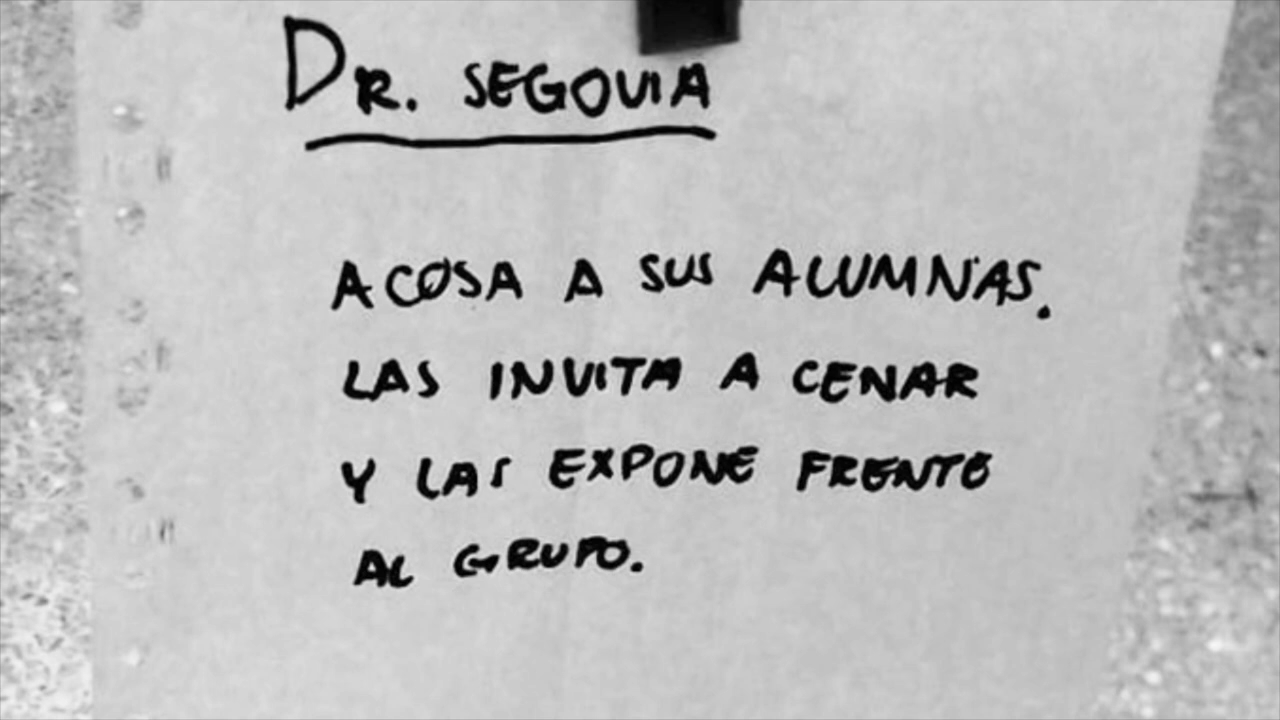 DR. SEGOVIA
ACOSA A SUS ALUMNAS.
LAS INVITA A CENAR
Y LAS EXPONE FRENTE
AL GRUPO.